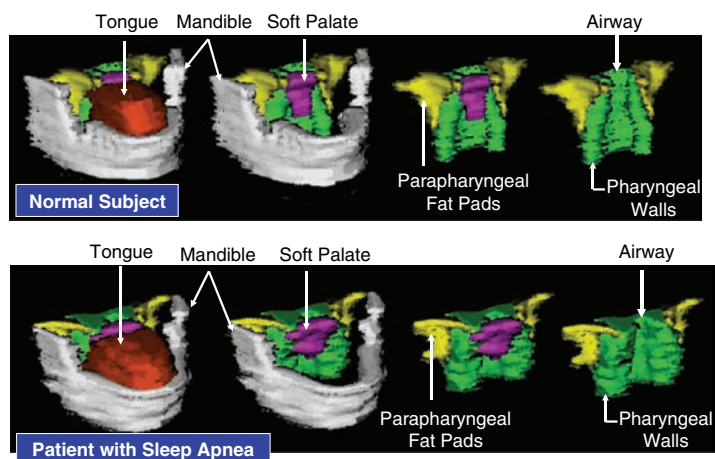 Tongue Mandible Soft Palate Airway
Parapharyngeal
Fat Pads
Pharyngeal
Walls
Normal Subject
Tongue Mandible Soft Palate Airway
Parapharyngeal
Fat Pads
Pharyngeal
Walls
Patient with Sleep Apnea